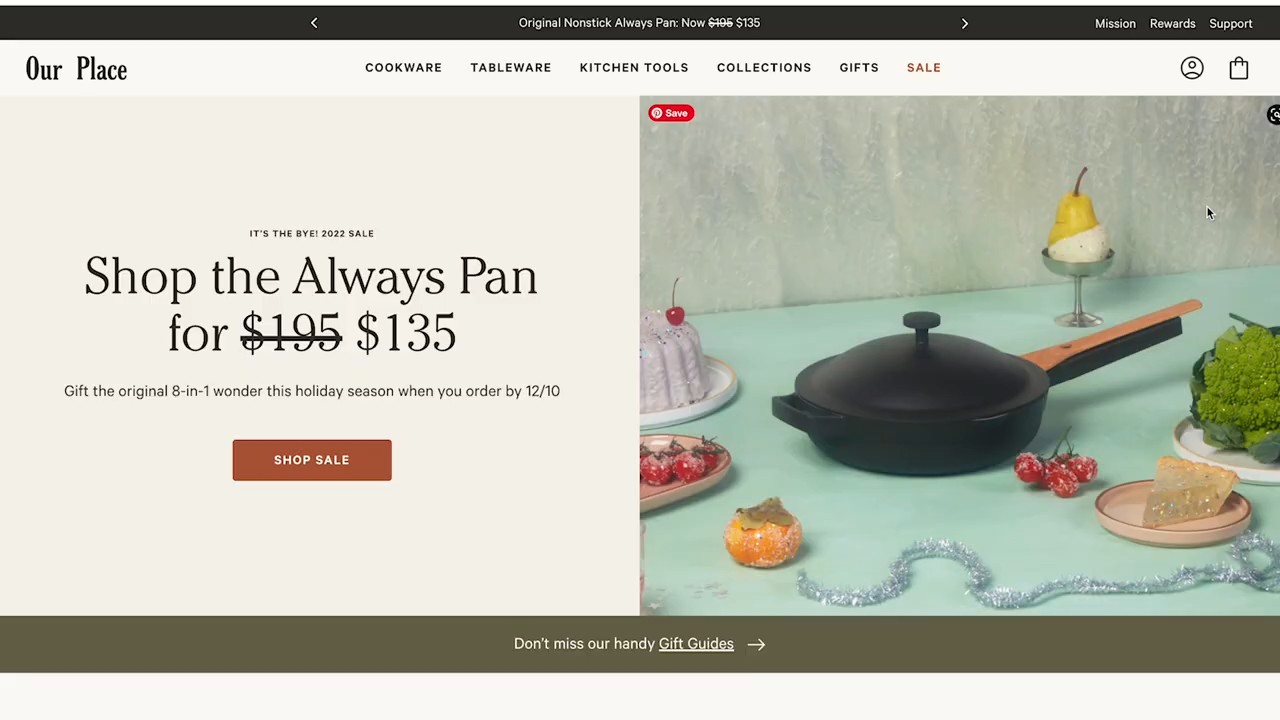 Original Nonstick Always Pan: Now $195 $135
Mission Rewards Support
Our Place
COOKWARE TABLEWARE KITCHEN TOOLS COLLECTIONS GIFTS SALE
Save
IT'S THE BYE! 2022 SALE
Shop the Always Pan
for $195 $135
Gift the original 8-in-1 wonder this holiday season when you order by 12/10
SHOP SALE
Don't miss our handy Gift Guides →